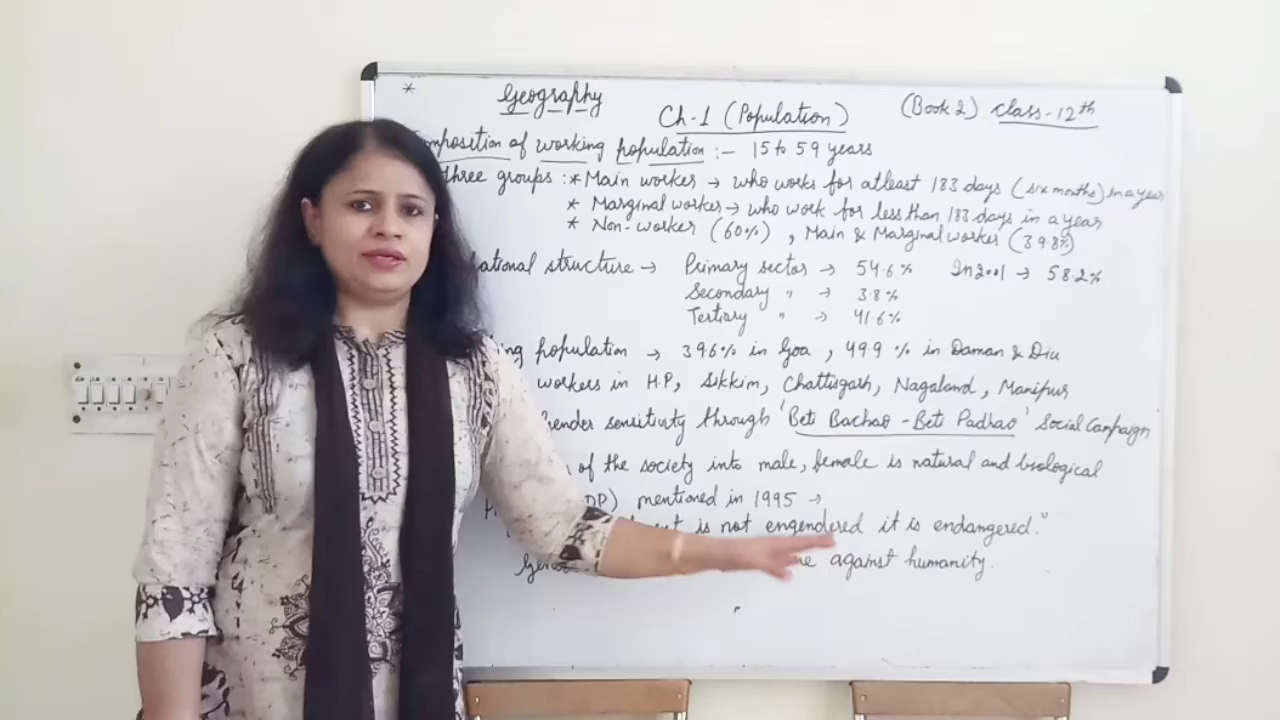 * Geography
Ch-1 (Population)
(Book 2) class-12th
omposition of working population :- 15 to 59 years
three groups : * Main worker → who works for atleast 183 days (six months) in a year
* Marginal worker → who work for less than 183 days in a year
* Non-worker (60%) , Main & Marginal worker (39.8%)
ational structure → Primary sector → 54.6% In 2001 → 58.2%
Secondary " → 3.8%
Tertiary " → 41.6%
ing population → 39.6% in Goa , 49.9 % in Daman & Diu
workers in H.P, Sikkim, Chattisgarh, Nagaland , Manipur
ender sensitivity through 'Beti Bachao - Beti Padhao' Social Campaign
of the society into male, female is natural and biological
DP) mentioned in 1995 →
is not engendered it is endangered."
against humanity.